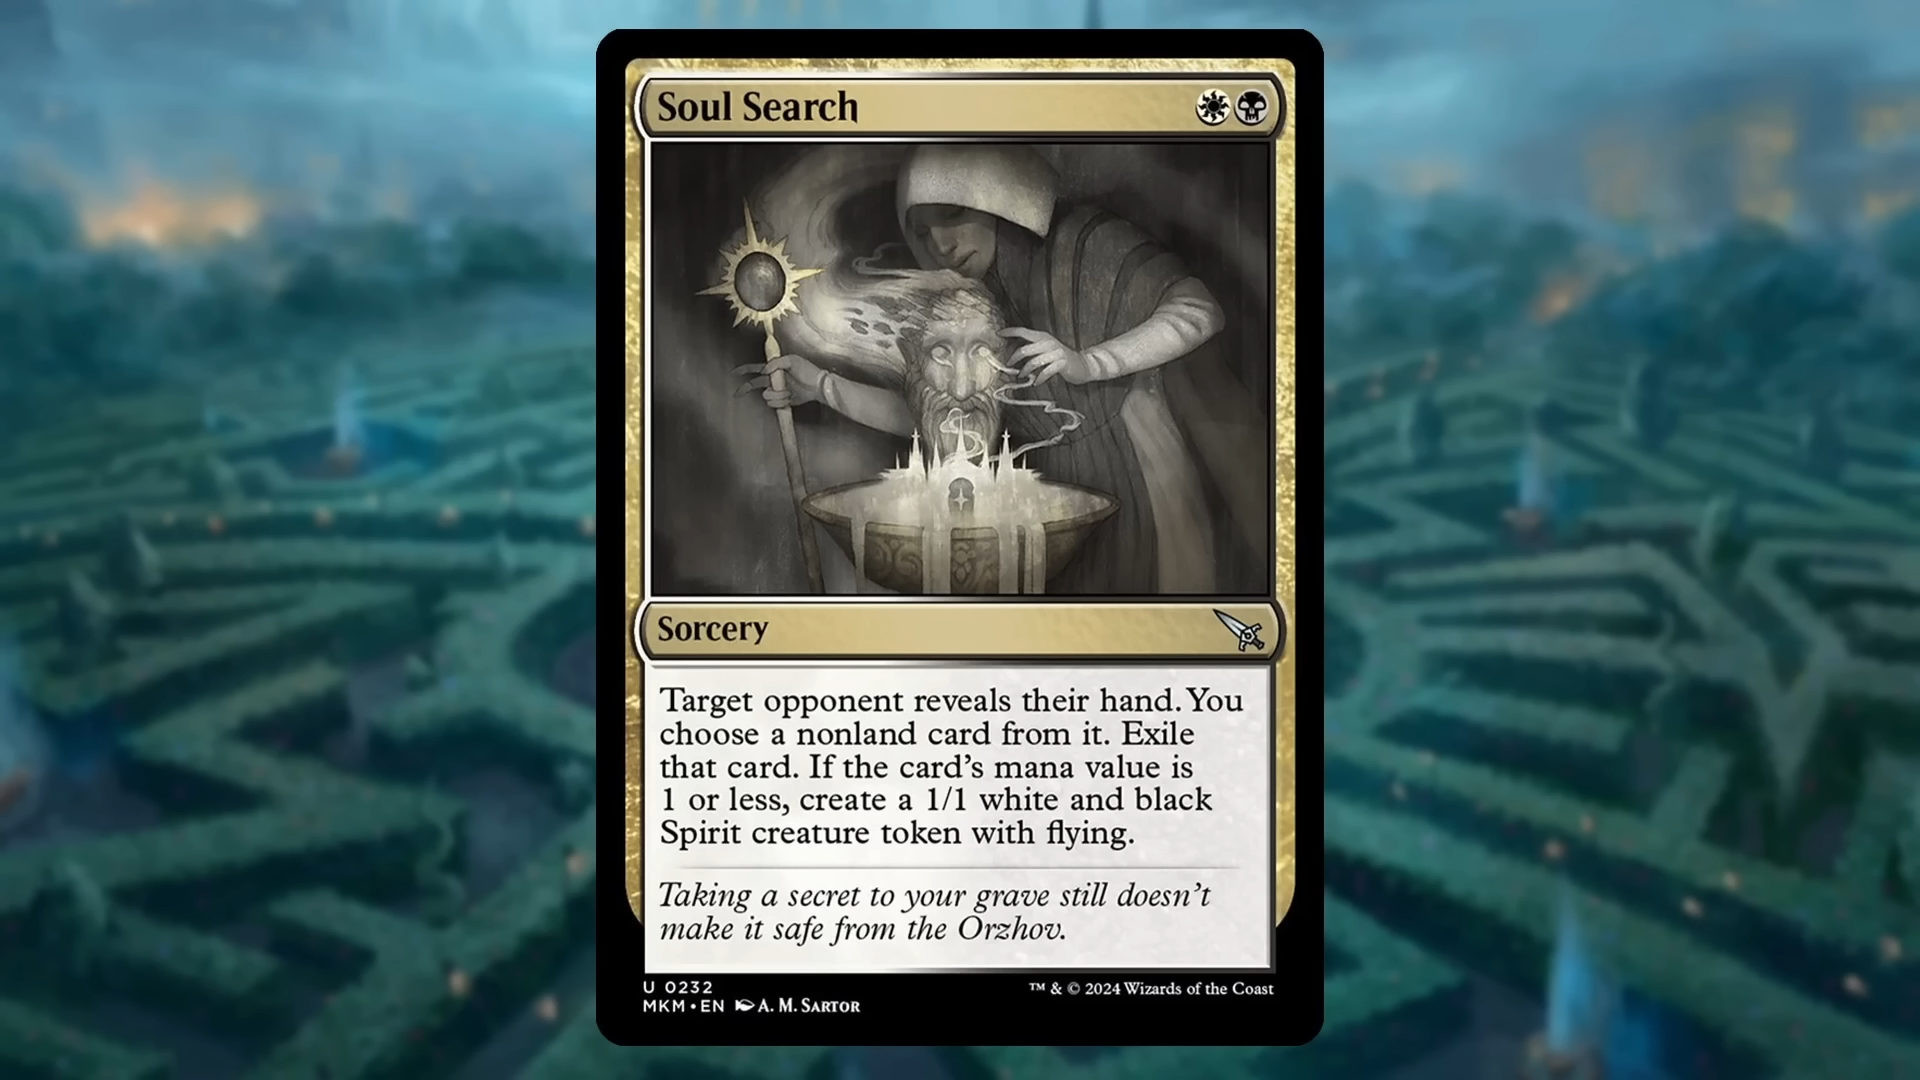 Soul Search
Sorcery
Target opponent reveals their hand. You
choose a nonland card from it. Exile
that card. If the card's mana value is
1 or less, create a 1/1 white and black
Spirit creature token with flying.
Taking a secret to your grave still doesn't
make it safe from the Orzhov.
U 0232
MKM • EN A. M. Sartor
™ & © 2024 Wizards of the Coast